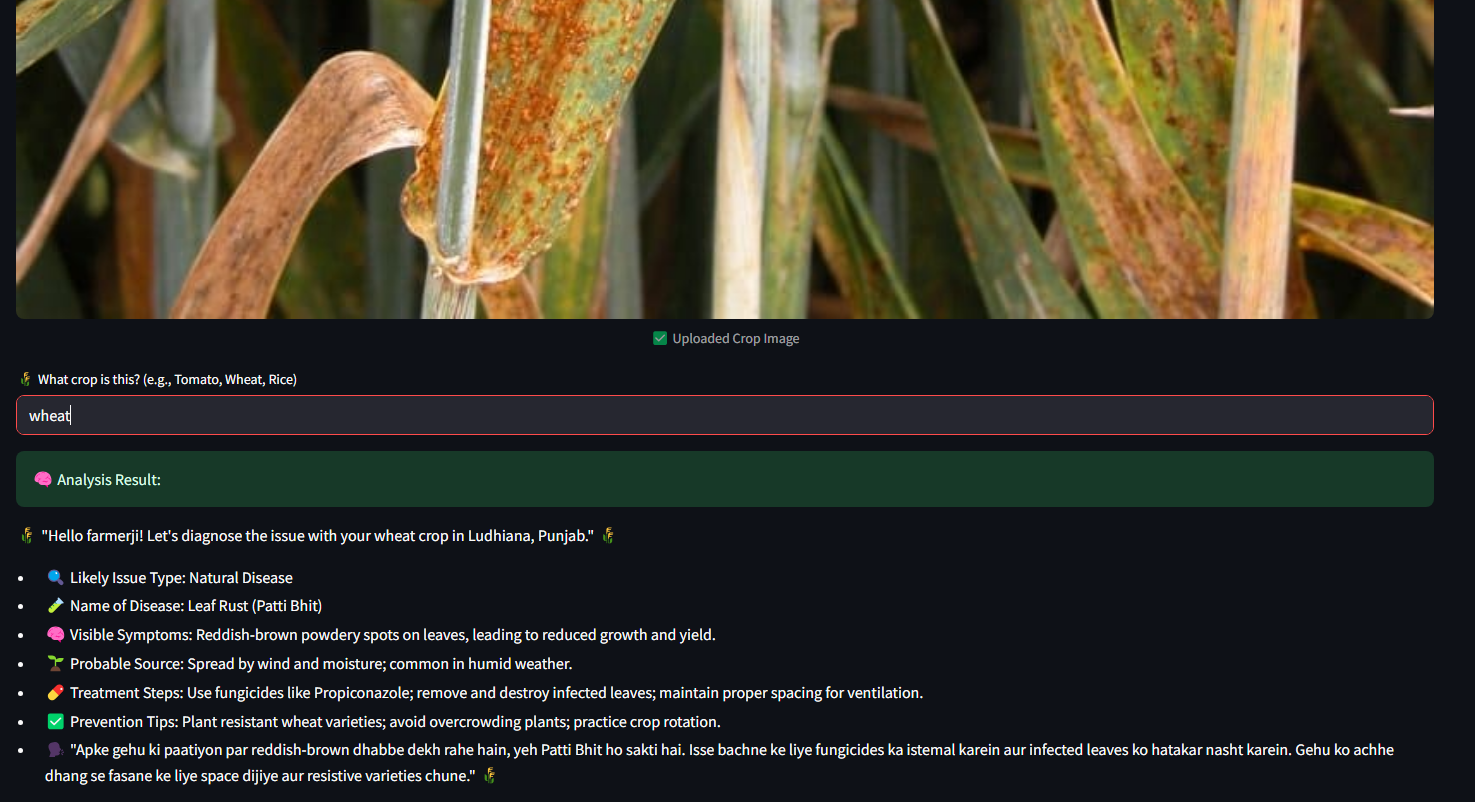 ✅ Uploaded Crop Image
🌾 What crop is this? (e.g., Tomato, Wheat, Rice)
wheat
🧠 Analysis Result:
🌾 "Hello farmerji! Let's diagnose the issue with your wheat crop in Ludhiana, Punjab." 🌾
• 🔍 Likely Issue Type: Natural Disease
• 🧪 Name of Disease: Leaf Rust (Patti Bhit)
• 🧠 Visible Symptoms: Reddish-brown powdery spots on leaves, leading to reduced growth and yield.
• 🌱 Probable Source: Spread by wind and moisture; common in humid weather.
• 💊 Treatment Steps: Use fungicides like Propiconazole; remove and destroy infected leaves; maintain proper spacing for ventilation.
• ✅ Prevention Tips: Plant resistant wheat varieties; avoid overcrowding plants; practice crop rotation.
• 🗣 "Apke gehu ki paatiyon par reddish-brown dhabbe dekh rahe hain, yeh Patti Bhit ho sakti hai. Isse bachne ke liye fungicides ka istemal karein aur infected leaves ko hatakar nasht karein. Gehu ko achhe
dhang se fasane ke liye space dijiye aur resistive varieties chune." 🌾